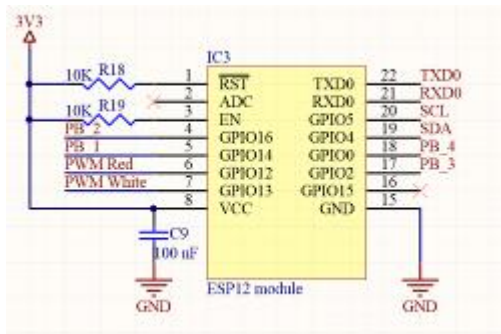 3V3
IC3
10K R18 1 RST TXD0 22 TXD0
2 ADC RXD0 21 RXD0
10K R19 3 EN GPIO5 20 SCL
PB_2 4 GPIO16 GPIO4 19 SDA
PB_1 5 GPIO14 GPIO0 18 PB_4
PWM Red 6 GPIO12 GPIO2 17 PB_3
PWM White 7 GPIO13 GPIO15 16
8 VCC GND 15
C9
100 nF
ESP12 module
GND GND